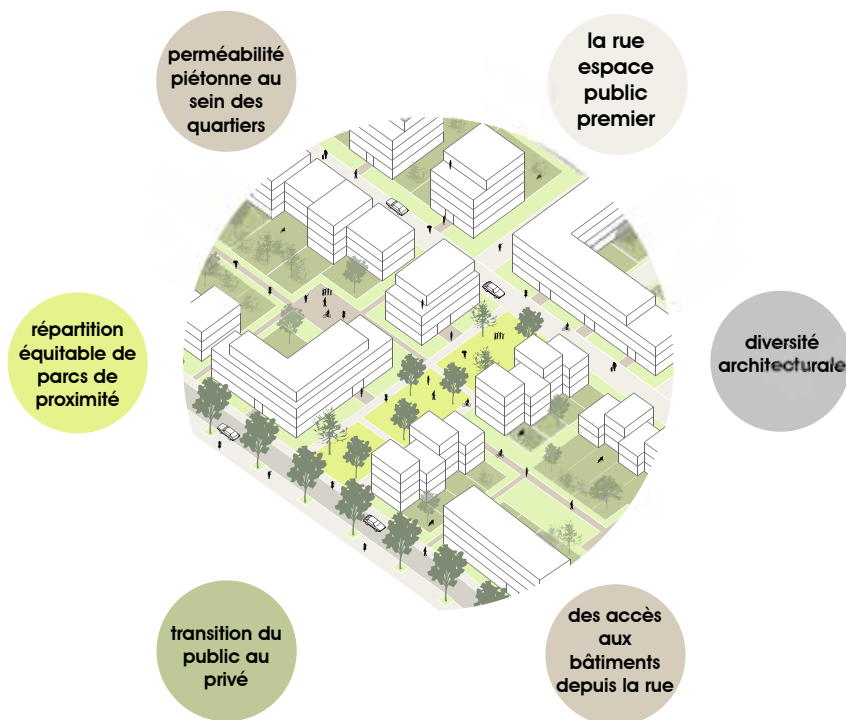 perméabilité
piétonne au
sein des
quartiers
la rue
espace
public
premier
répartition
équitable de
parcs de
proximité
diversité
architecturale
transition du
public au
privé
des accès
aux
bâtiments
depuis la rue